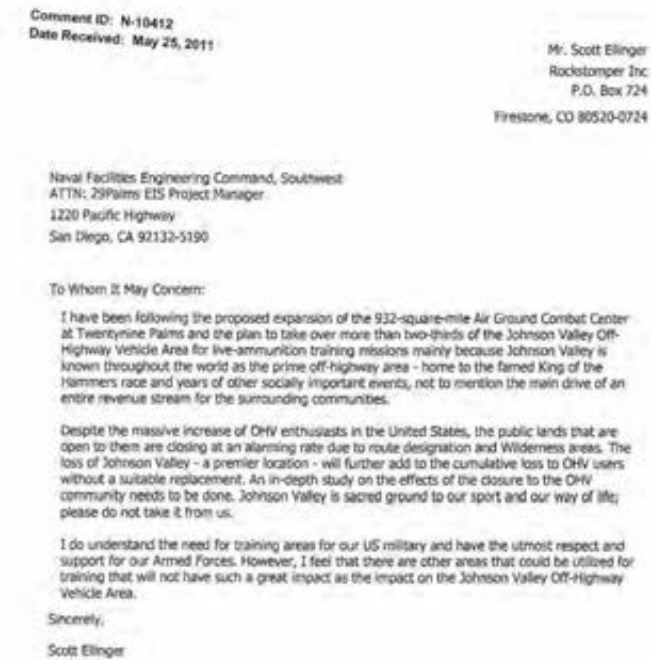 Comment ID: N-10412
Date Received: May 25, 2011
Mr. Scott Ellinger
Rockstomper Inc
P.O. Box 724
Firestone, CO 80520-0724
Naval Facilities Engineering Command, Southwest
ATTN: 29Palms EIS Project Manager
1220 Pacific Highway
San Diego, CA 92132-5190
To Whom It May Concern:
I have been following the proposed expansion of the 932-square-mile Air Ground Combat Center
at Twentynine Palms and the plan to take over more than two-thirds of the Johnson Valley Off-
Highway Vehicle Area for live-ammunition training missions mainly because Johnson Valley is
known throughout the world as the prime off-highway area - home to the famed King of the
Hammers race and years of other socially important events, not to mention the main drive of an
entire revenue stream for the surrounding communities.
Despite the massive increase of OHV enthusiasts in the United States, the public lands that are
open to them are closing at an alarming rate due to route designation and Wilderness areas. The
loss of Johnson Valley - a premier location - will further add to the cumulative loss to OHV users
without a suitable replacement. An in-depth study on the effects of the closure to the OHV
community needs to be done. Johnson Valley is sacred ground to our sport and our way of life;
please do not take it from us.
I do understand the need for training areas for our US military and have the utmost respect and
support for our Armed Forces. However, I feel that there are other areas that could be utilized for
training that will not have such a great impact as the impact on the Johnson Valley Off-Highway
Vehicle Area.
Sincerely,
Scott Ellinger